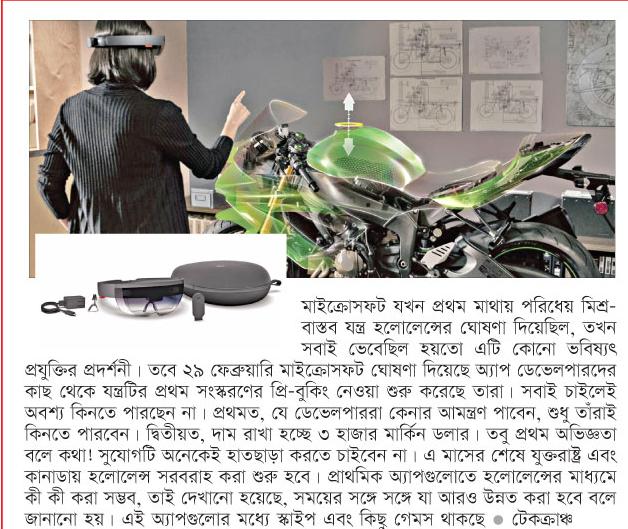 মাইক্রোসফট যখন প্রথম মাথায় পরিধেয় মিশ্র-
বাস্তব যন্ত্র হলোলেন্সের ঘোষণা দিয়েছিল, তখন
সবাই ভেবেছিল হয়তো এটি কোনো ভবিষ্যৎ
প্রযুক্তির প্রদর্শনী। তবে ২৯ ফেব্রুয়ারি মাইক্রোসফট ঘোষণা দিয়েছে অ্যাপ ডেভেলপারদের
কাছ থেকে যন্ত্রটির প্রথম সংস্করণের প্রি-বুকিং নেওয়া শুরু করেছে তারা। সবাই চাইলেই
অবশ্য কিনতে পারছেন না। প্রথমত, যে ডেভেলপাররা কেনার আমন্ত্রণ পাবেন, শুধু তাঁরাই
কিনতে পারবেন। দ্বিতীয়ত, দাম রাখা হচ্ছে ৩ হাজার মার্কিন ডলার। তবু প্রথম অভিজ্ঞতা
বলে কথা! সুযোগটি অনেকেই হাতছাড়া করতে চাইবেন না। এ মাসের শেষে যুক্তরাষ্ট্র এবং
কানাডায় হলোলেন্স সরবরাহ করা শুরু হবে। প্রাথমিক অ্যাপগুলোতে হলোলেন্সের মাধ্যমে
কী কী করা সম্ভব, তাই দেখানো হয়েছে, সময়ের সঙ্গে সঙ্গে যা আরও উন্নত করা হবে বলে
জানানো হয়। এই অ্যাপগুলোর মধ্যে স্কাইপ এবং কিছু গেমস থাকছে ● টেকক্রাঞ্চ